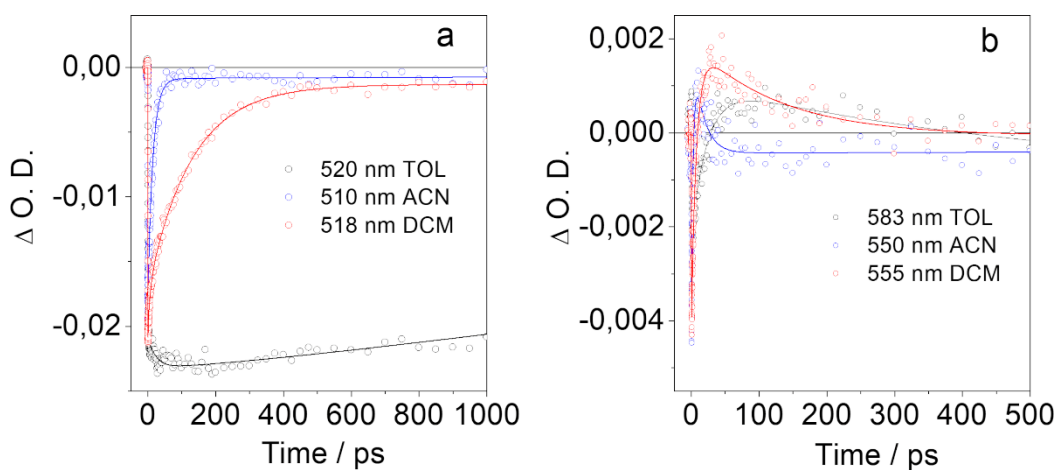 a
0,00
-0,01
-0,02
Δ O. D.
520 nm TOL
510 nm ACN
518 nm DCM
0 200 400 600 800 1000
Time / ps
b
0,002
0,000
-0,002
-0,004
Δ O. D.
583 nm TOL
550 nm ACN
555 nm DCM
0 100 200 300 400 500
Time / ps